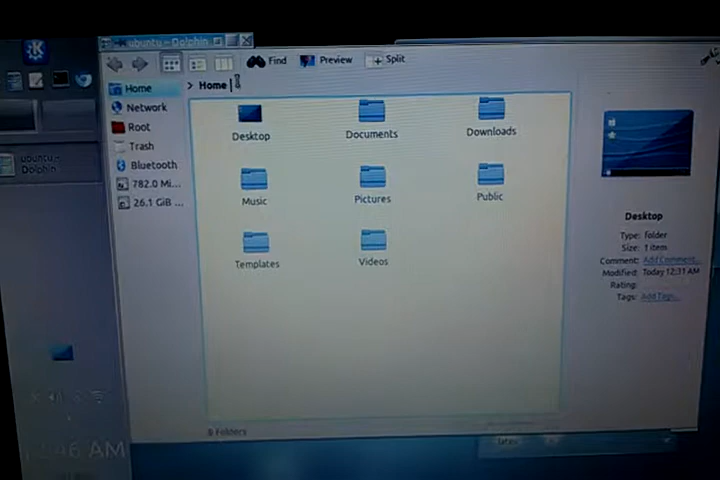 ubuntu – Dolphin
Find Preview Split
Home
Network
Root
Trash
Bluetooth
782.0 Mi...
26.1 GiB ...
> Home
Desktop
Documents
Downloads
Music
Pictures
Public
Templates
Videos
8 Folders
Desktop
Type: folder
Size: 1 item
Comment: Add Comment...
Modified: Today 12:31 AM
Rating:
Tags: Add Tags...
ubuntu –
Dolphin